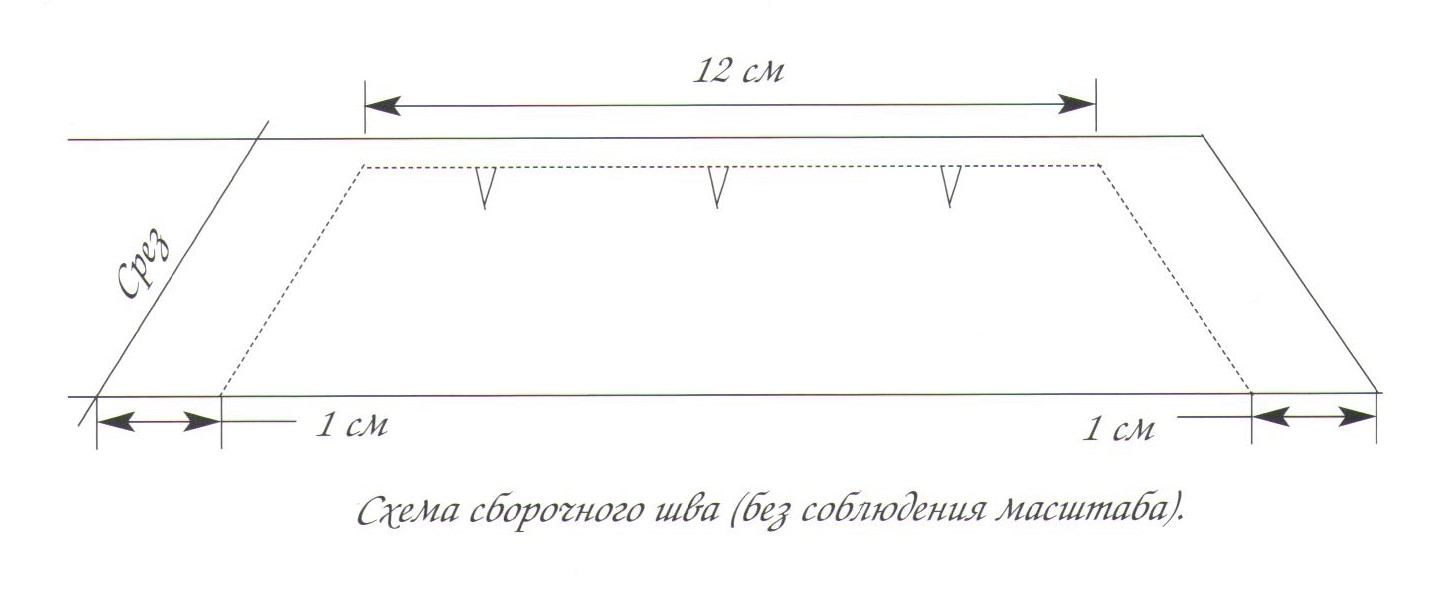 12 см
Срез
1 см
1 см
Схема сборочного шва (без соблюдения масштаба).